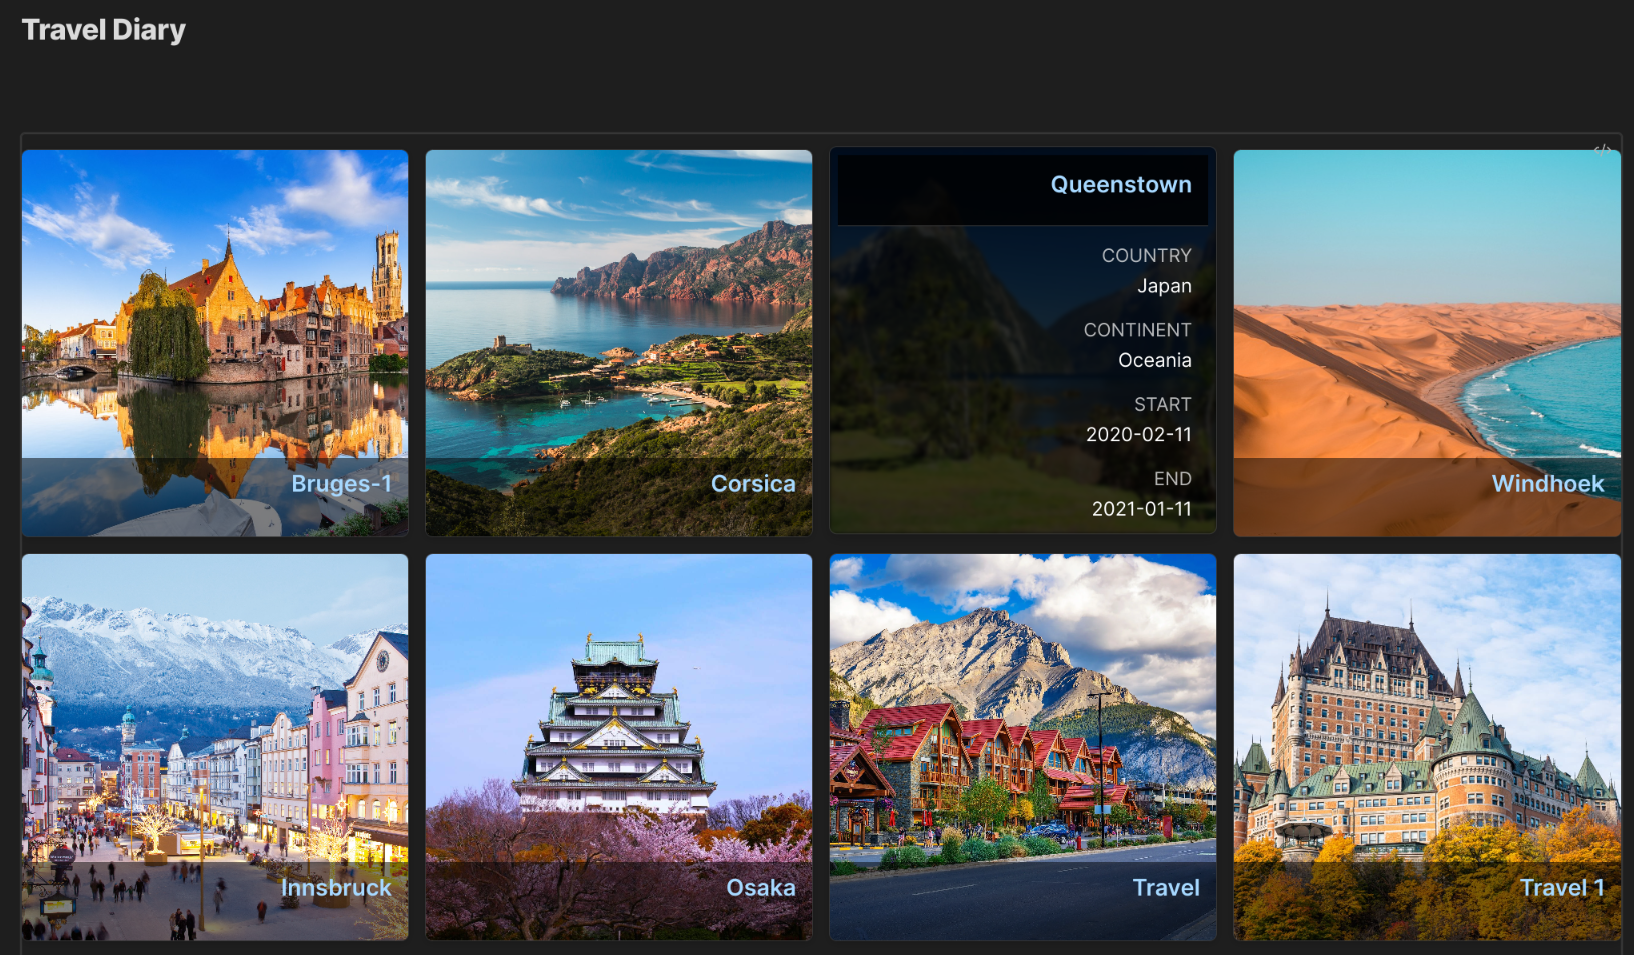 Travel Diary
</>
Bruges-1
Corsica
Queenstown
COUNTRY
Japan
CONTINENT
Oceania
START
2020-02-11
END
2021-01-11
Windhoek
Innsbruck
Osaka
Travel
Travel 1